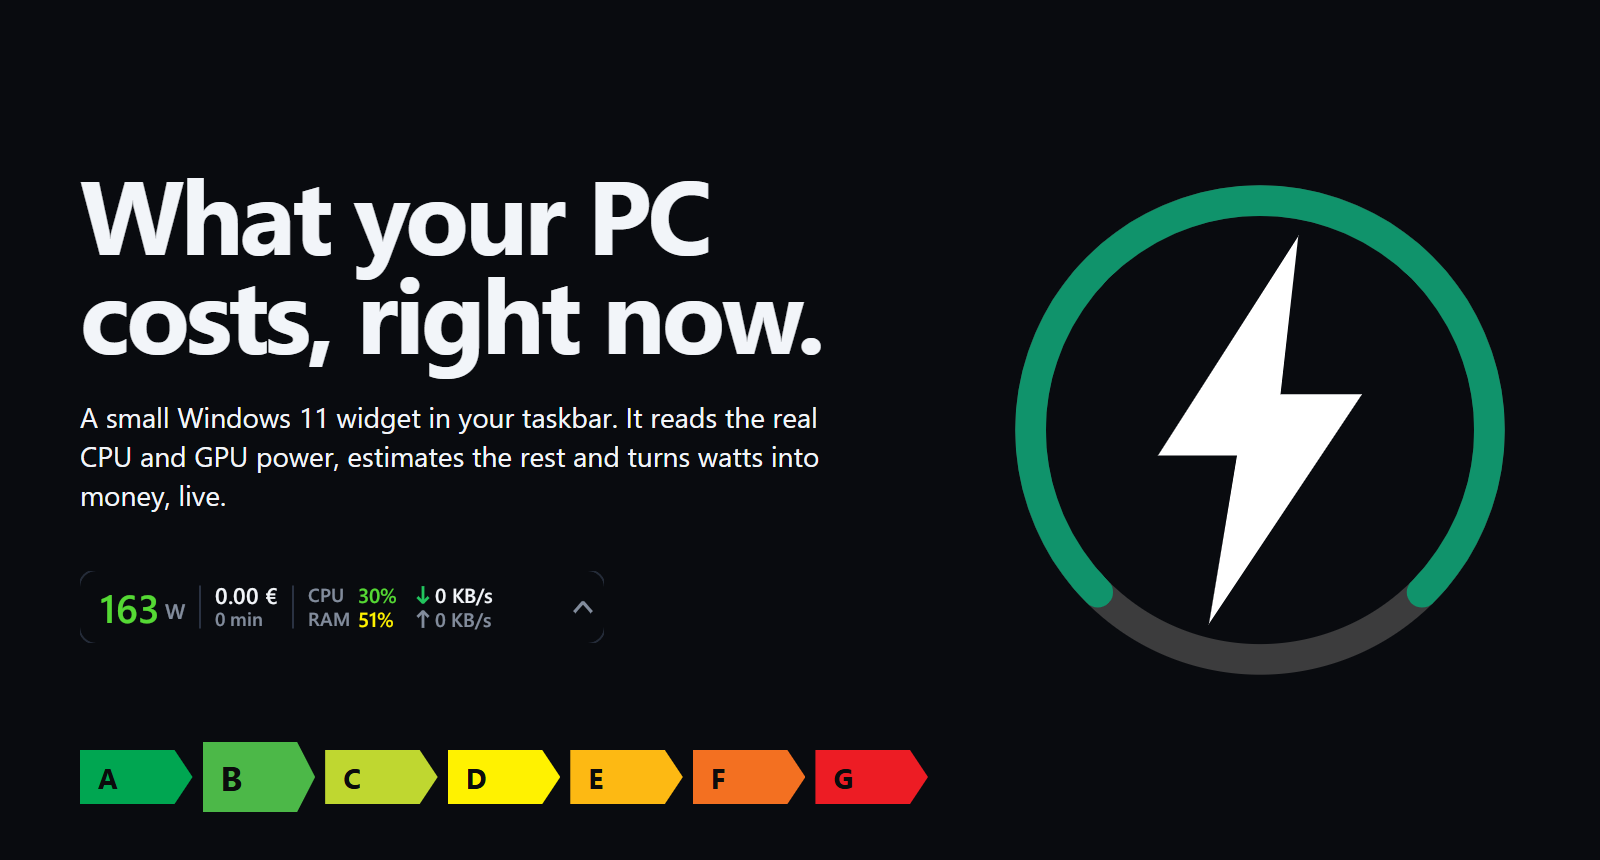 What your PC
costs, right now.
A small Windows 11 widget in your taskbar. It reads the real
CPU and GPU power, estimates the rest and turns watts into
money, live.
163 W
0.00 €
0 min
CPU 30%
RAM 51%
↓ 0 KB/s
↑ 0 KB/s
A
B
C
D
E
F
G